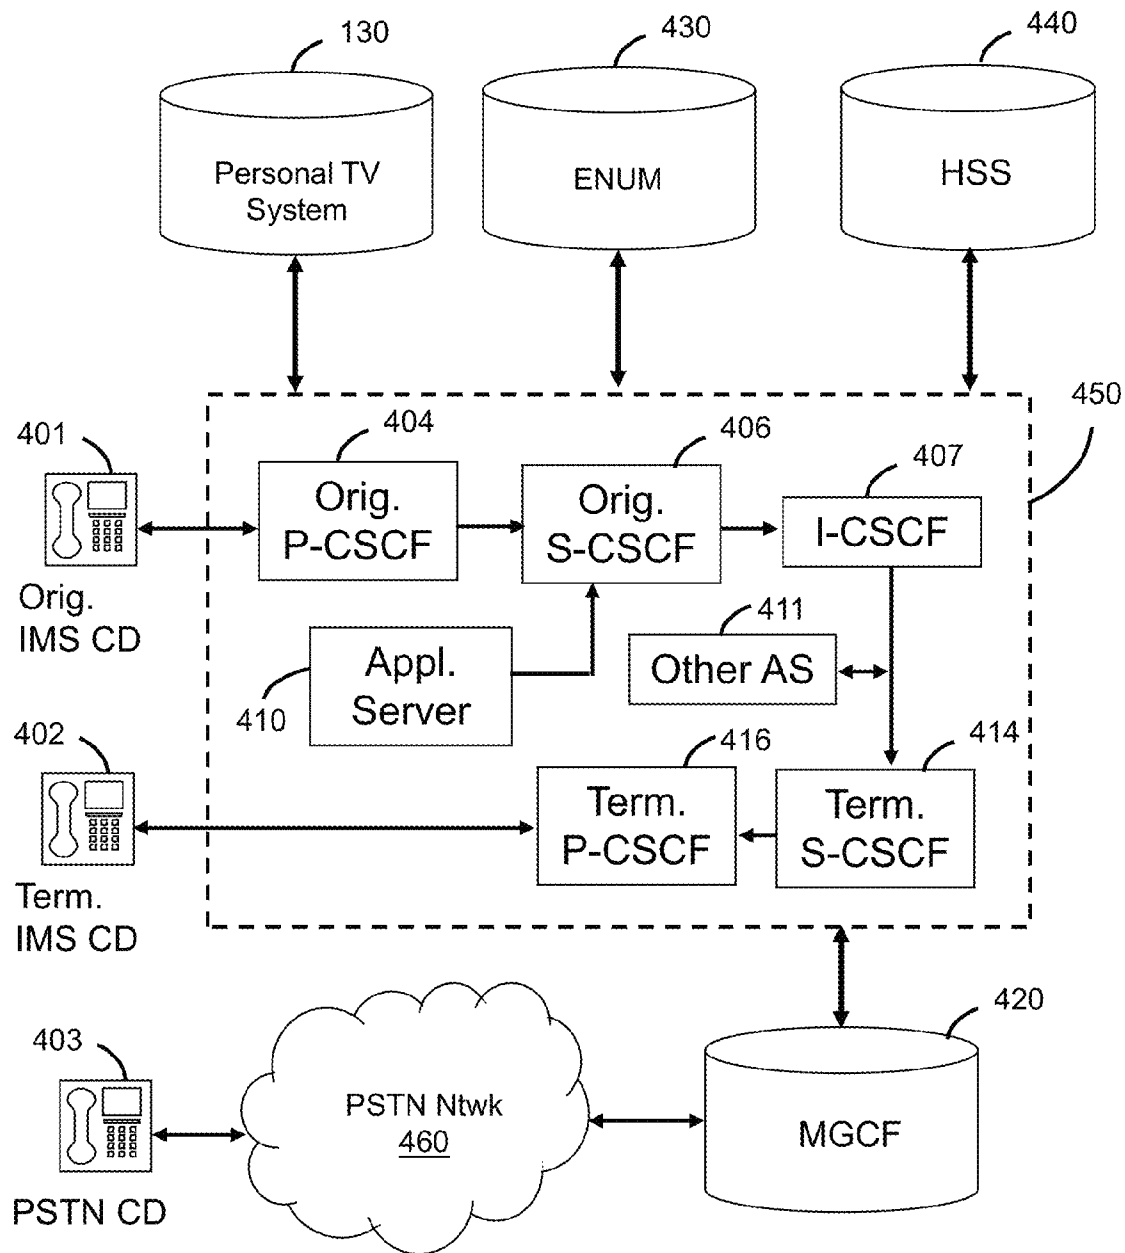 130
430
440
Personal TV
System
ENUM
HSS
450
401
404
406
407
Orig.
P-CSCF
Orig.
S-CSCF
I-CSCF
Orig.
IMS CD
411
Appl.
Server
Other AS
410
402
416
414
Term.
P-CSCF
Term.
S-CSCF
Term.
IMS CD
420
403
PSTN Ntwk
460
MGCF
PSTN CD